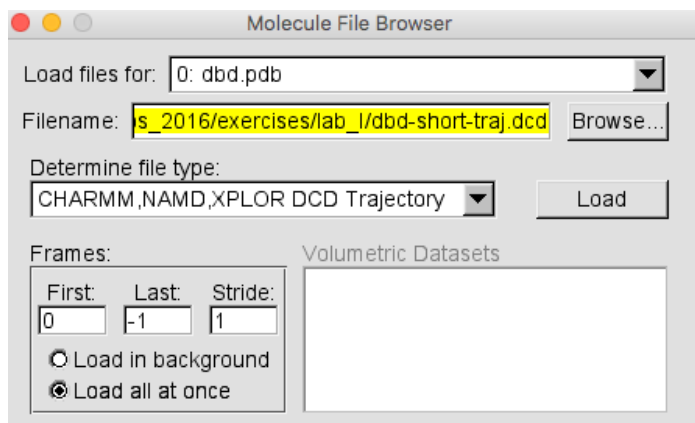 Molecule File Browser
Load files for: 0: dbd.pdb
Filename: s_2016/exercises/lab_I/dbd-short-traj.dcd Browse...
Determine file type:
CHARMM,NAMD,XPLOR DCD Trajectory Load
Frames:
First: Last: Stride:
0 -1 1
Load in background
Load all at once
Volumetric Datasets